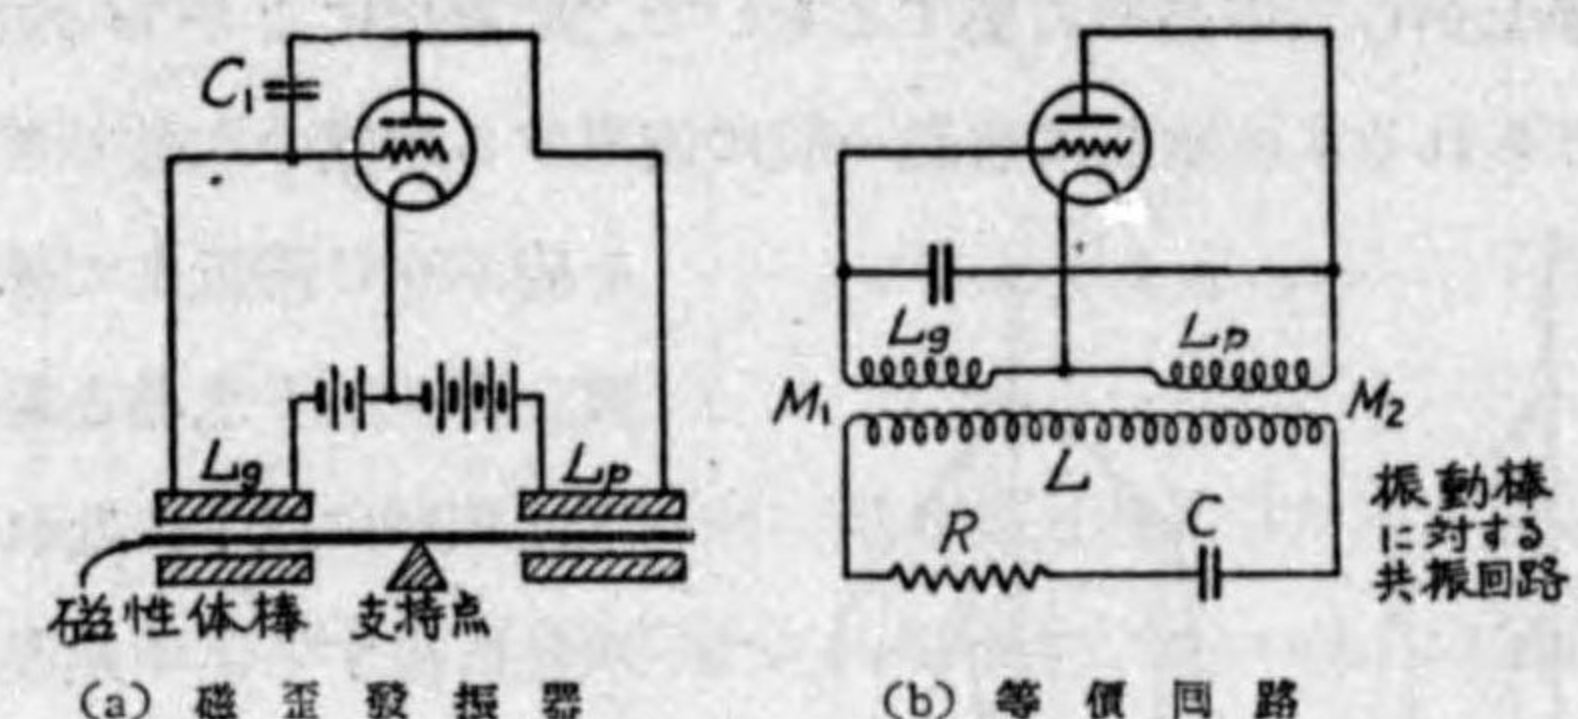 C₁
Lg
Lp
磁性体棒 支持点
(a) 磁歪發振器
Lg
Lp
M₁
M₂
L
R
C
振動棒
に対する
共振回路
(b) 等價回路